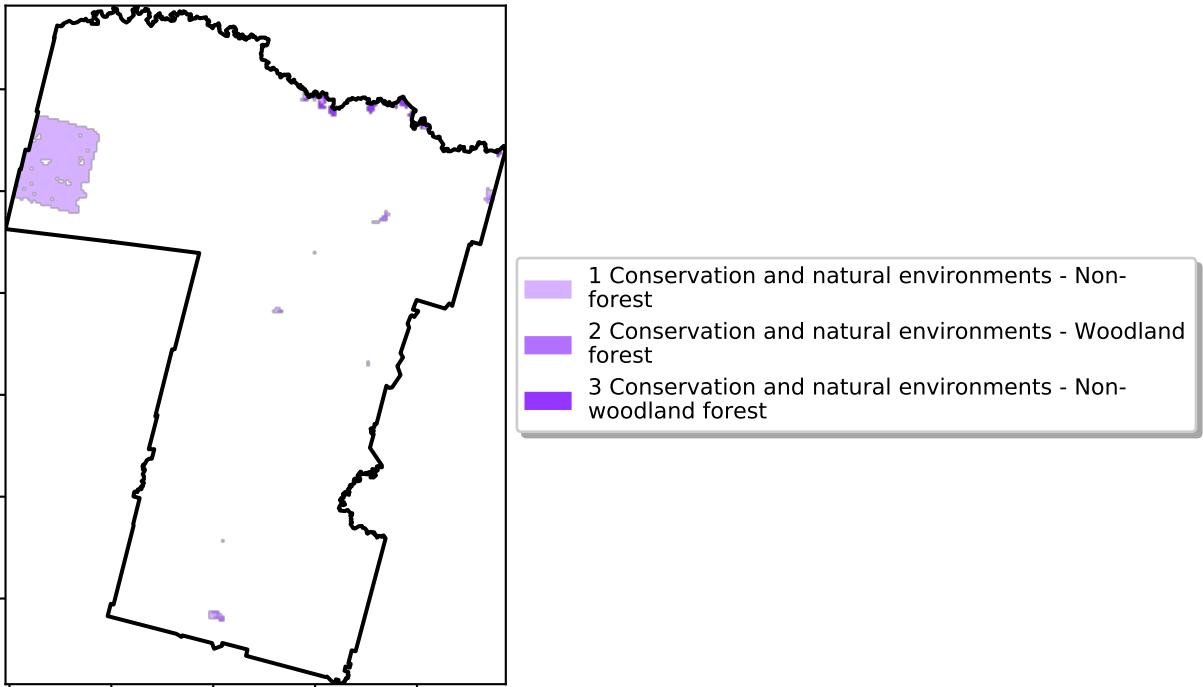 1 Conservation and natural environments - Non-
forest
2 Conservation and natural environments - Woodland
forest
3 Conservation and natural environments - Non-
woodland forest